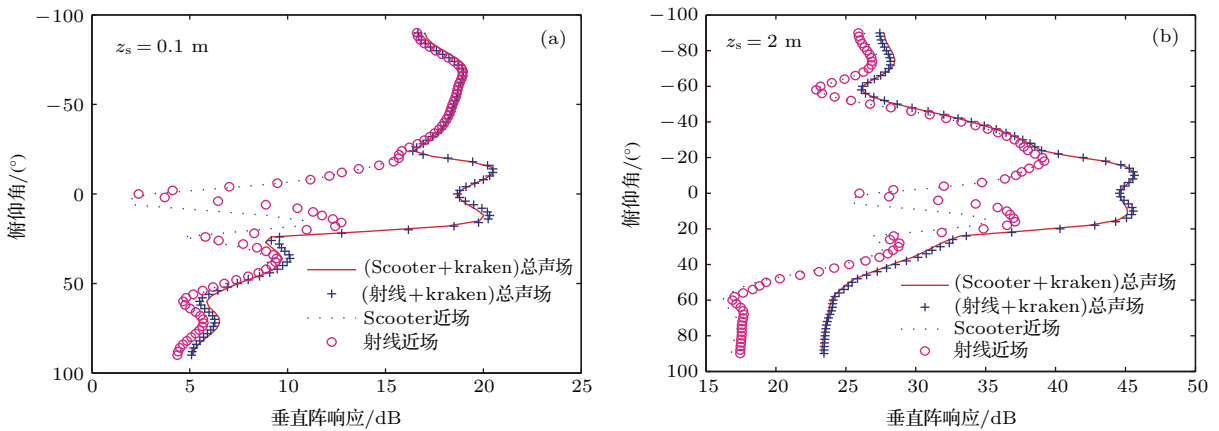 (a)
z_s = 0.1 m
−100
−50
0
50
100
俯仰角/(°)
(Scooter+kraken)总声场
(射线+kraken)总声场
Scooter近场
射线近场
0
5
10
15
20
25
垂直阵响应/dB
(b)
z_s = 2 m
−100
−80
−60
−40
−20
0
20
40
60
80
100
俯仰角/(°)
(Scooter+kraken)总声场
(射线+kraken)总声场
Scooter近场
射线近场
15
20
25
30
35
40
45
50
垂直阵响应/dB